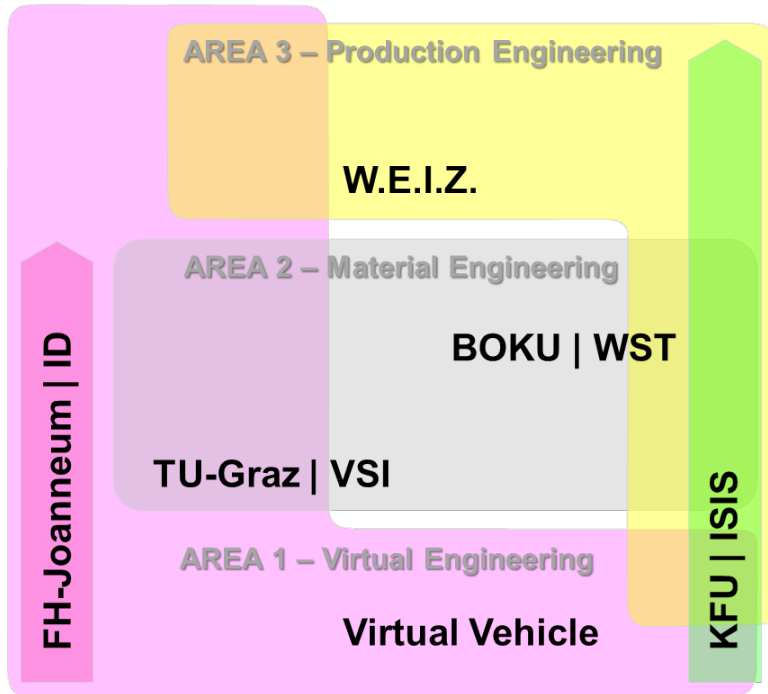 AREA 3 – Production Engineering
W.E.I.Z.
AREA 2 – Material Engineering
BOKU | WST
TU-Graz | VSI
AREA 1 – Virtual Engineering
Virtual Vehicle
FH-Joanneum | ID
KFU | ISIS